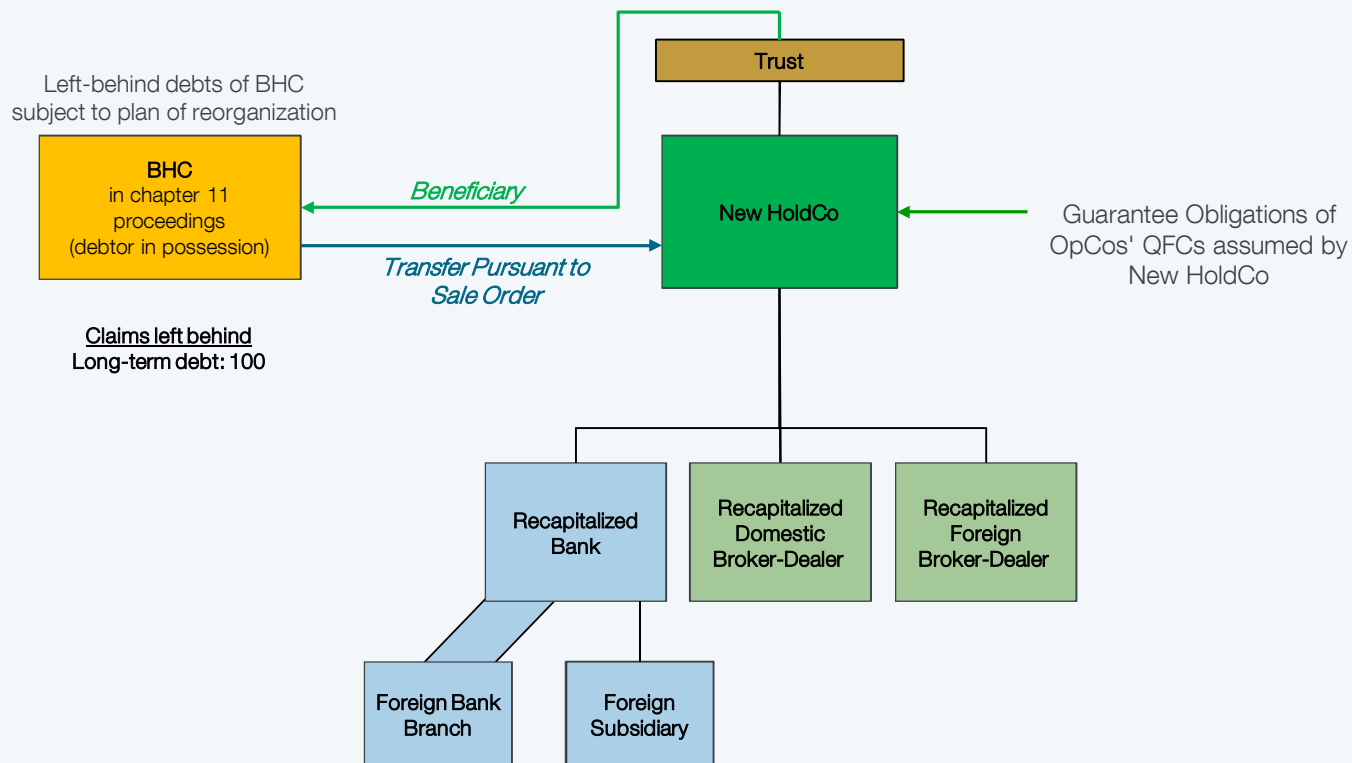 Trust
Left-behind debts of BHC
subject to plan of reorganization
BHC
in chapter 11
proceedings
(debtor in possession)
Beneficiary
Transfer Pursuant to
Sale Order
New HoldCo
Guarantee Obligations of
OpCos' QFCs assumed by
New HoldCo
Claims left behind
Long-term debt: 100
Recapitalized
Bank
Recapitalized
Domestic
Broker-Dealer
Recapitalized
Foreign
Broker-Dealer
Foreign Bank
Branch
Foreign
Subsidiary